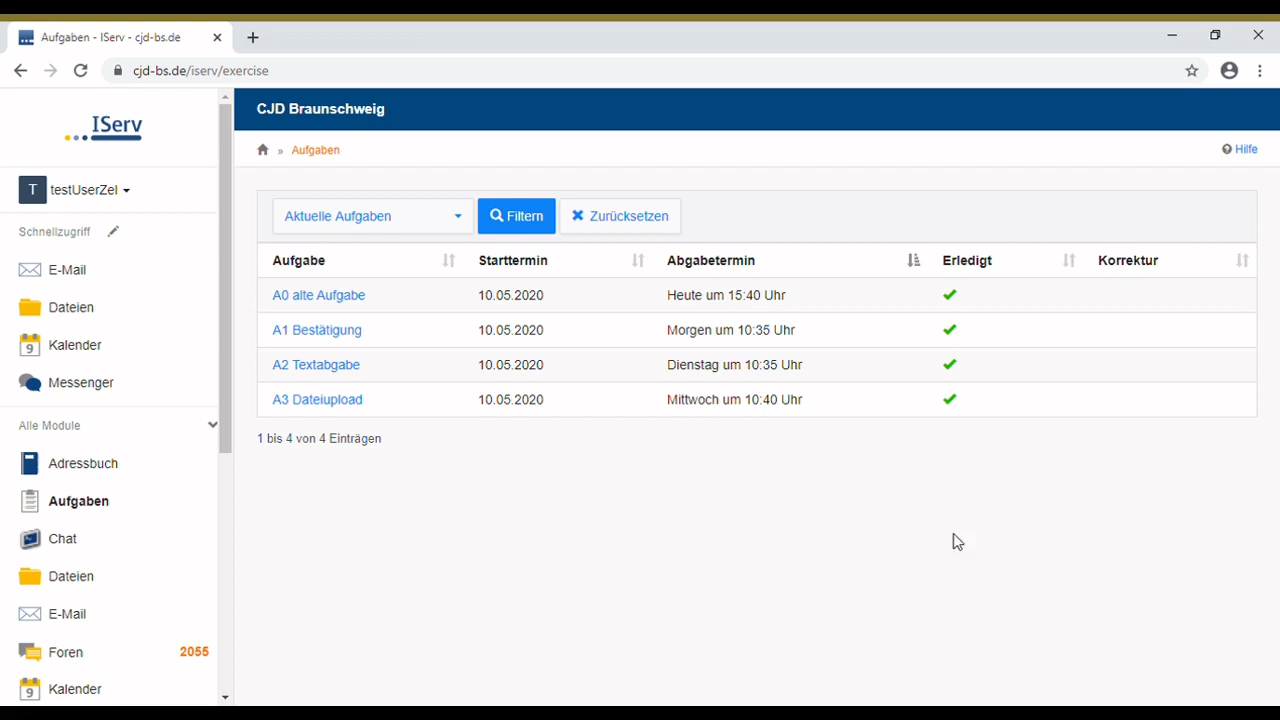 Aufgaben - IServ - cjd-bs.de
cjd-bs.de/iserv/exercise
IServ
CJD Braunschweig
» Aufgaben
Hilfe
T testUserZel
Schnellzugriff
E-Mail
Dateien
9 Kalender
Messenger
Alle Module
Adressbuch
Aufgaben
Chat
Dateien
E-Mail
Foren 2055
9 Kalender
Aktuelle Aufgaben Filtern Zurücksetzen
Aufgabe Starttermin Abgabetermin Erledigt Korrektur
A0 alte Aufgabe 10.05.2020 Heute um 15:40 Uhr
A1 Bestätigung 10.05.2020 Morgen um 10:35 Uhr
A2 Textabgabe 10.05.2020 Dienstag um 10:35 Uhr
A3 Dateiupload 10.05.2020 Mittwoch um 10:40 Uhr
1 bis 4 von 4 Einträgen